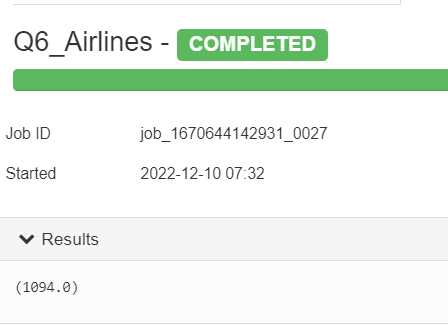 Q6_Airlines - COMPLETED
Job ID job_1670644142931_0027
Started 2022-12-10 07:32
Results
(1094.0)